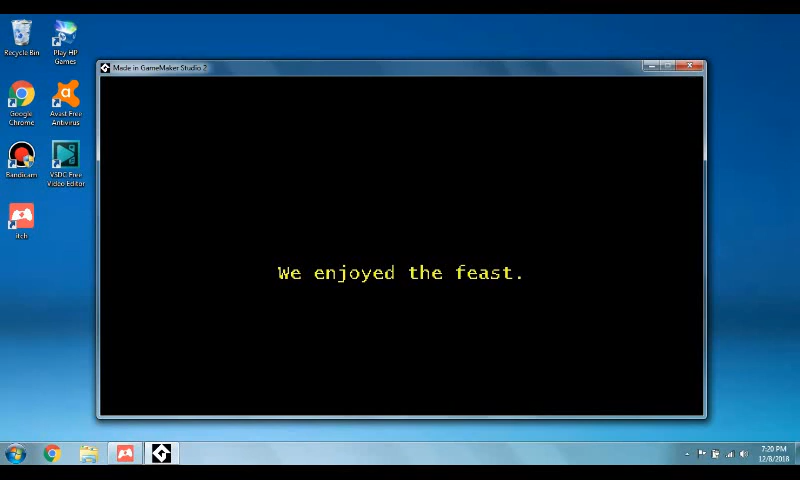 Made in GameMaker Studio 2
Recycle Bin
Play HP
Games
Google
Chrome
Avast Free
Antivirus
Bandicam
VSDC Free
Video Editor
itch
We enjoyed the feast.
7:20 PM
12/8/2018